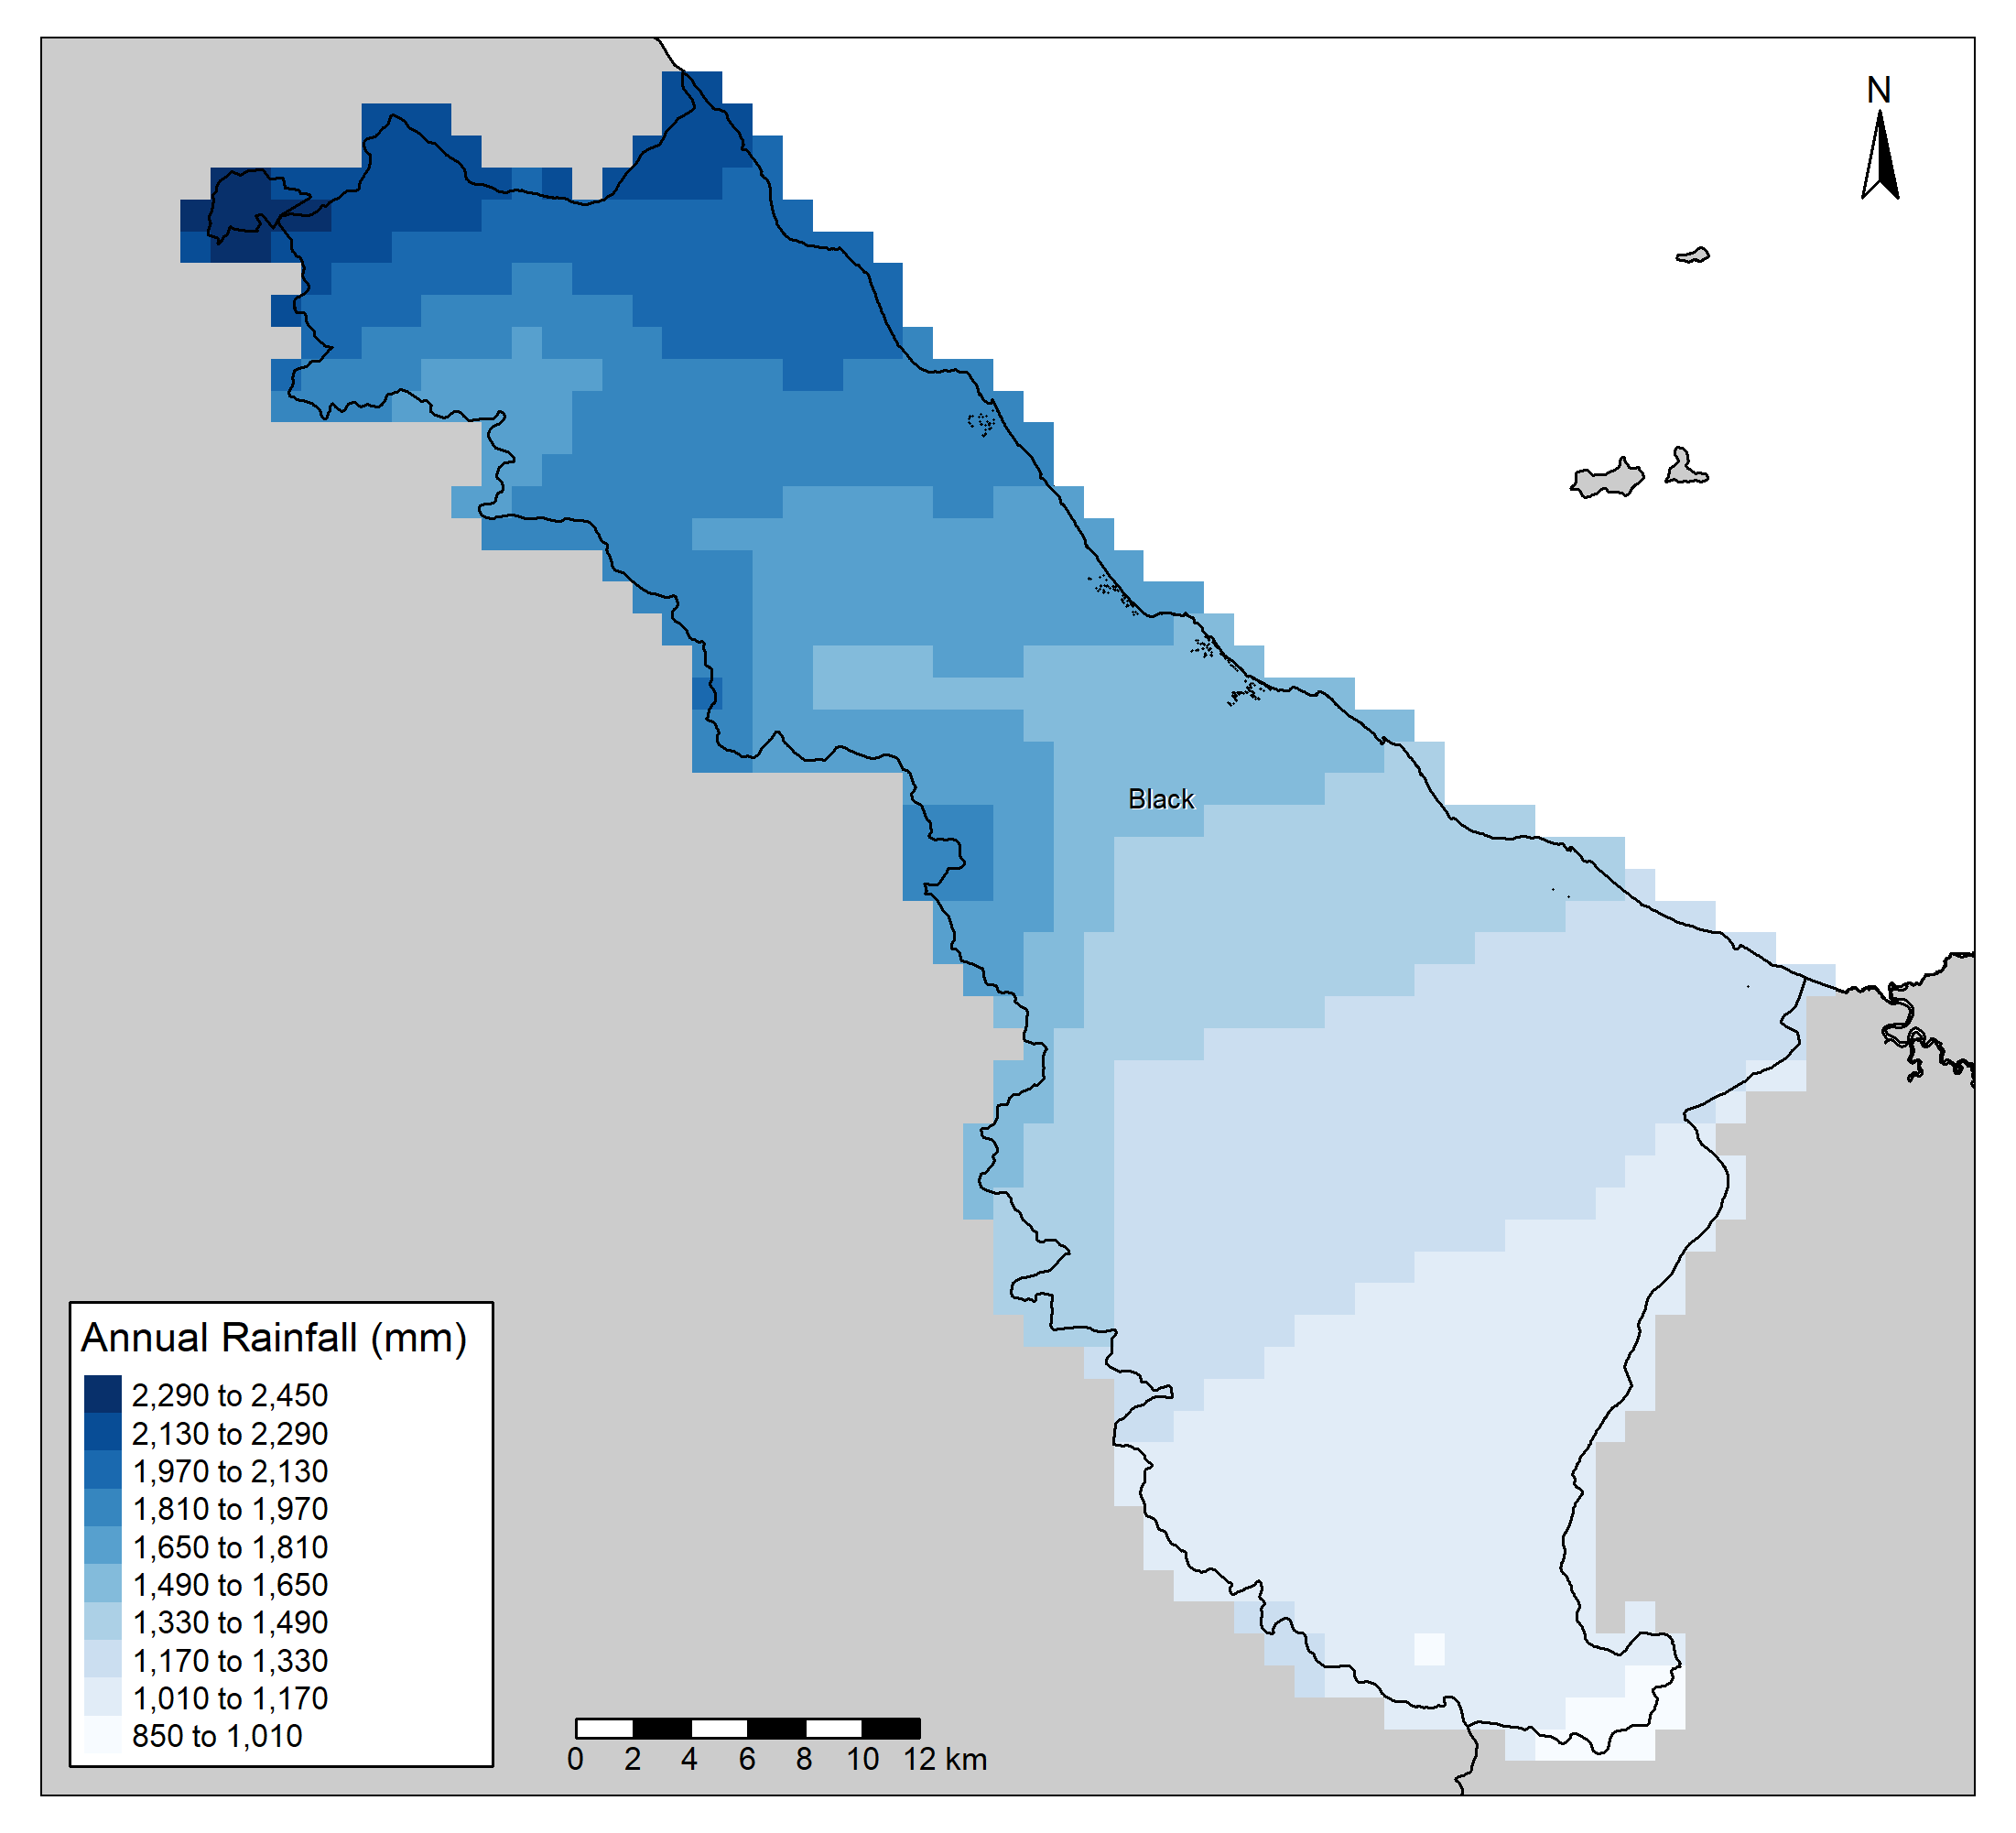 N
Black
Annual Rainfall (mm)
2,290 to 2,450
2,130 to 2,290
1,970 to 2,130
1,810 to 1,970
1,650 to 1,810
1,490 to 1,650
1,330 to 1,490
1,170 to 1,330
1,010 to 1,170
850 to 1,010
0 2 4 6 8 10 12 km